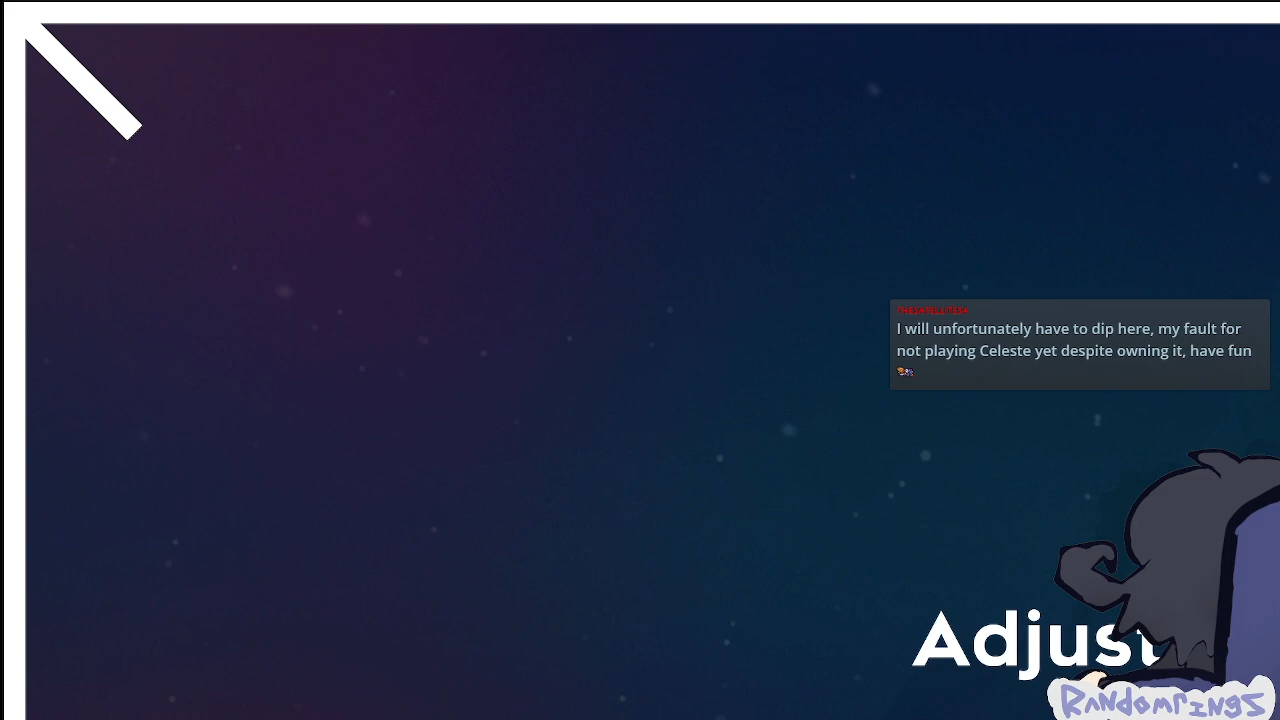 THESATELLITE54
I will unfortunately have to dip here, my fault for
not playing Celeste yet despite owning it, have fun
Adjust
RANDOMRINGS